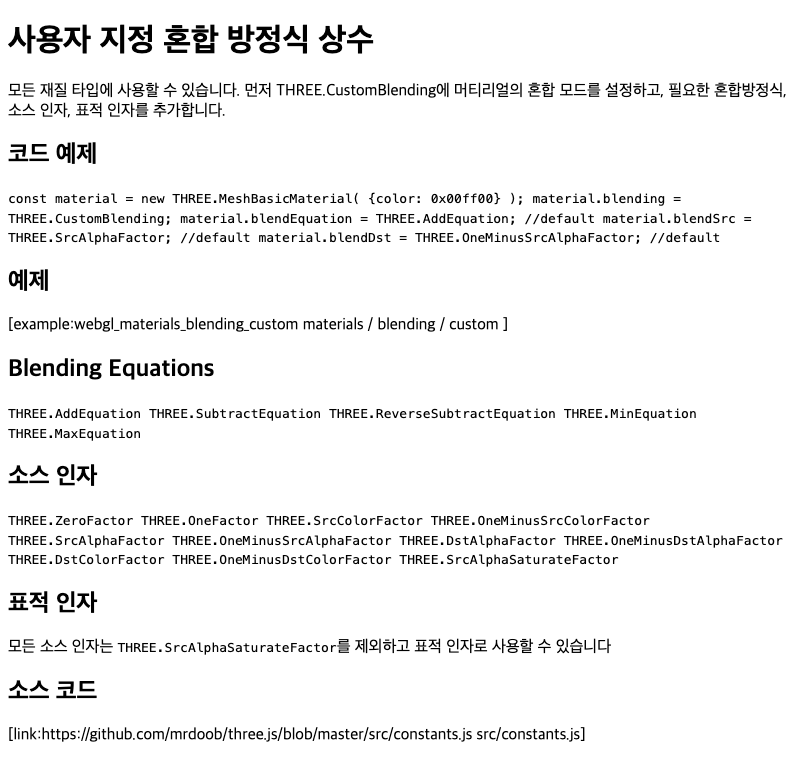 사용자 지정 혼합 방정식 상수
모든 재질 타입에 사용할 수 있습니다. 먼저 THREE.CustomBlending에 머티리얼의 혼합 모드를 설정하고, 필요한 혼합방정식,
소스 인자, 표적 인자를 추가합니다.
코드 예제
const material = new THREE.MeshBasicMaterial( {color: 0x00ff00} ); material.blending =
THREE.CustomBlending; material.blendEquation = THREE.AddEquation; //default material.blendSrc =
THREE.SrcAlphaFactor; //default material.blendDst = THREE.OneMinusSrcAlphaFactor; //default
예제
[example:webgl_materials_blending_custom materials / blending / custom ]
Blending Equations
THREE.AddEquation THREE.SubtractEquation THREE.ReverseSubtractEquation THREE.MinEquation
THREE.MaxEquation
소스 인자
THREE.ZeroFactor THREE.OneFactor THREE.SrcColorFactor THREE.OneMinusSrcColorFactor
THREE.SrcAlphaFactor THREE.OneMinusSrcAlphaFactor THREE.DstAlphaFactor THREE.OneMinusDstAlphaFactor
THREE.DstColorFactor THREE.OneMinusDstColorFactor THREE.SrcAlphaSaturateFactor
표적 인자
모든 소스 인자는 THREE.SrcAlphaSaturateFactor를 제외하고 표적 인자로 사용할 수 있습니다
소스 코드
[link:https://github.com/mrdoob/three.js/blob/master/src/constants.js src/constants.js]